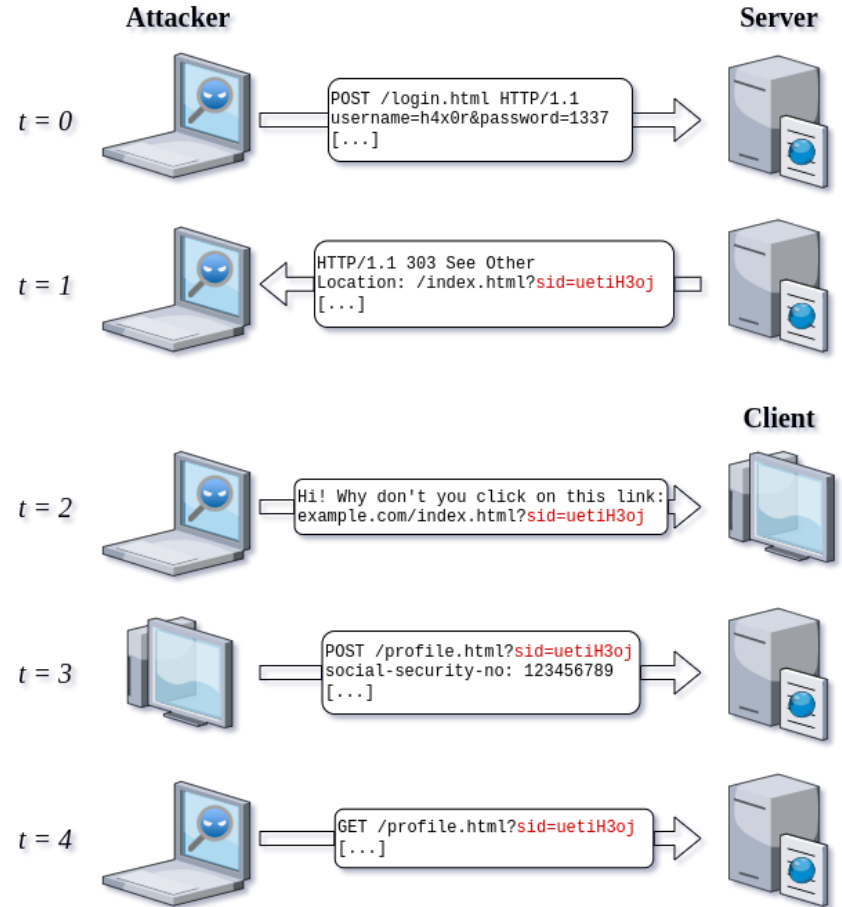 Attacker
Server
t = 0
POST /login.html HTTP/1.1
username=h4x0r&password=1337
[...]
t = 1
HTTP/1.1 303 See Other
Location: /index.html?sid=uetiH3oj
[...]
Client
t = 2
Hi! Why don't you click on this link:
example.com/index.html?sid=uetiH3oj
t = 3
POST /profile.html?sid=uetiH3oj
social-security-no: 123456789
[...]
t = 4
GET /profile.html?sid=uetiH3oj
[...]